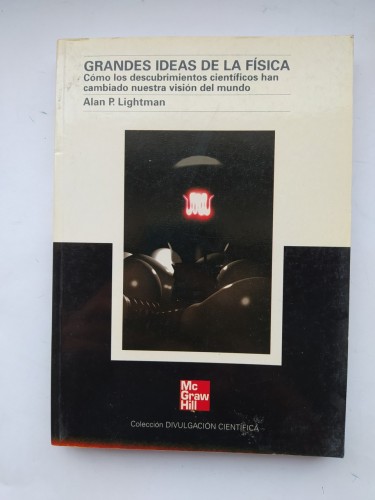 GRANDES IDEAS DE LA FÍSICA
Cómo los descubrimientos científicos han
cambiado nuestra visión del mundo
Alan P. Lightman
Mc
Graw
Hill
Colección DIVULGACIÓN CIENTÍFICA